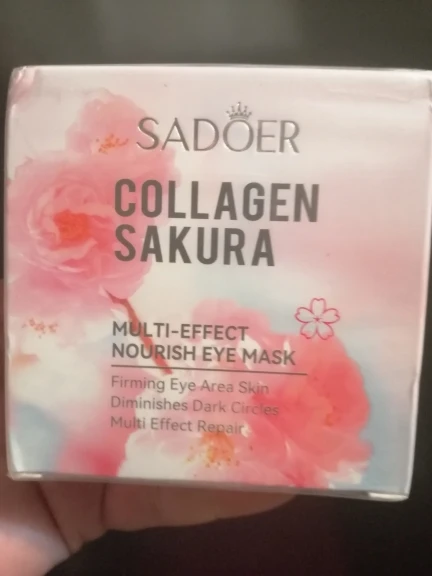 SADOER
COLLAGEN
SAKURA
MULTI-EFFECT
NOURISH EYE MASK
Firming Eye Area Skin
Diminishes Dark Circles
Multi Effect Repair